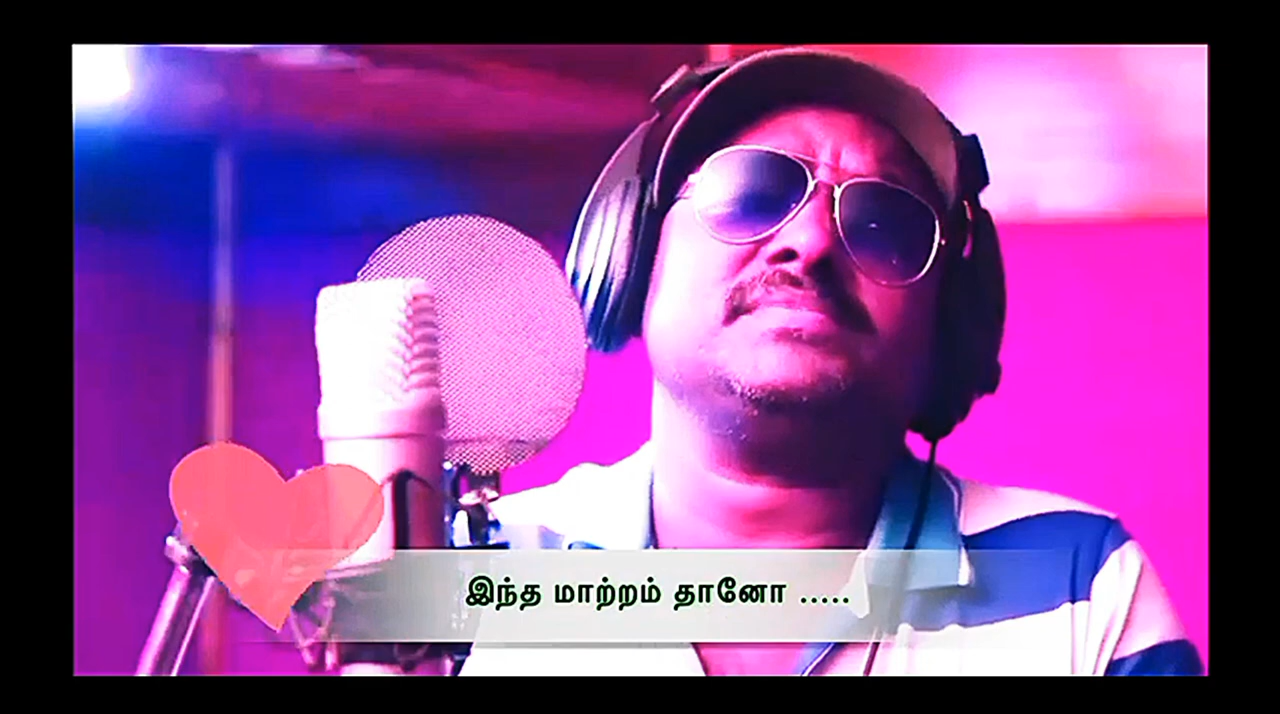 இந்த மாற்றம் தானோ .....